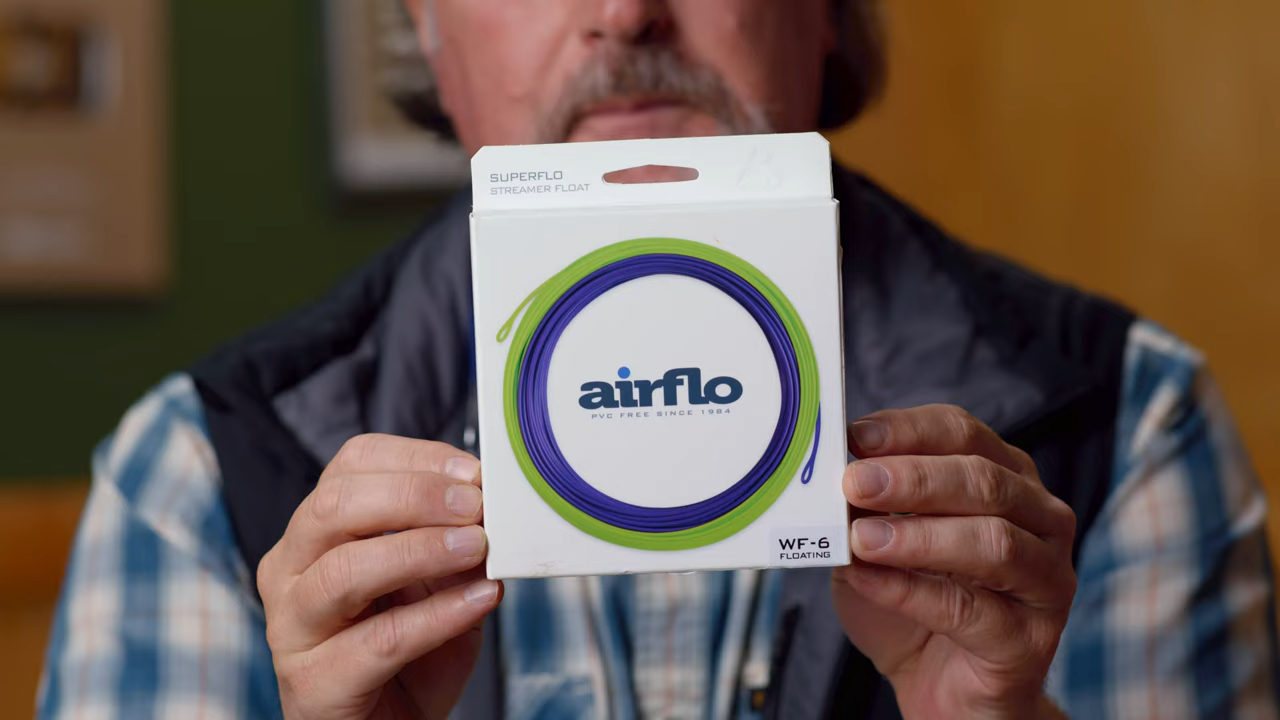 SUPERFLO
STREAMER FLOAT
airflo
PVC FREE SINCE 1984
WF-6
FLOATING